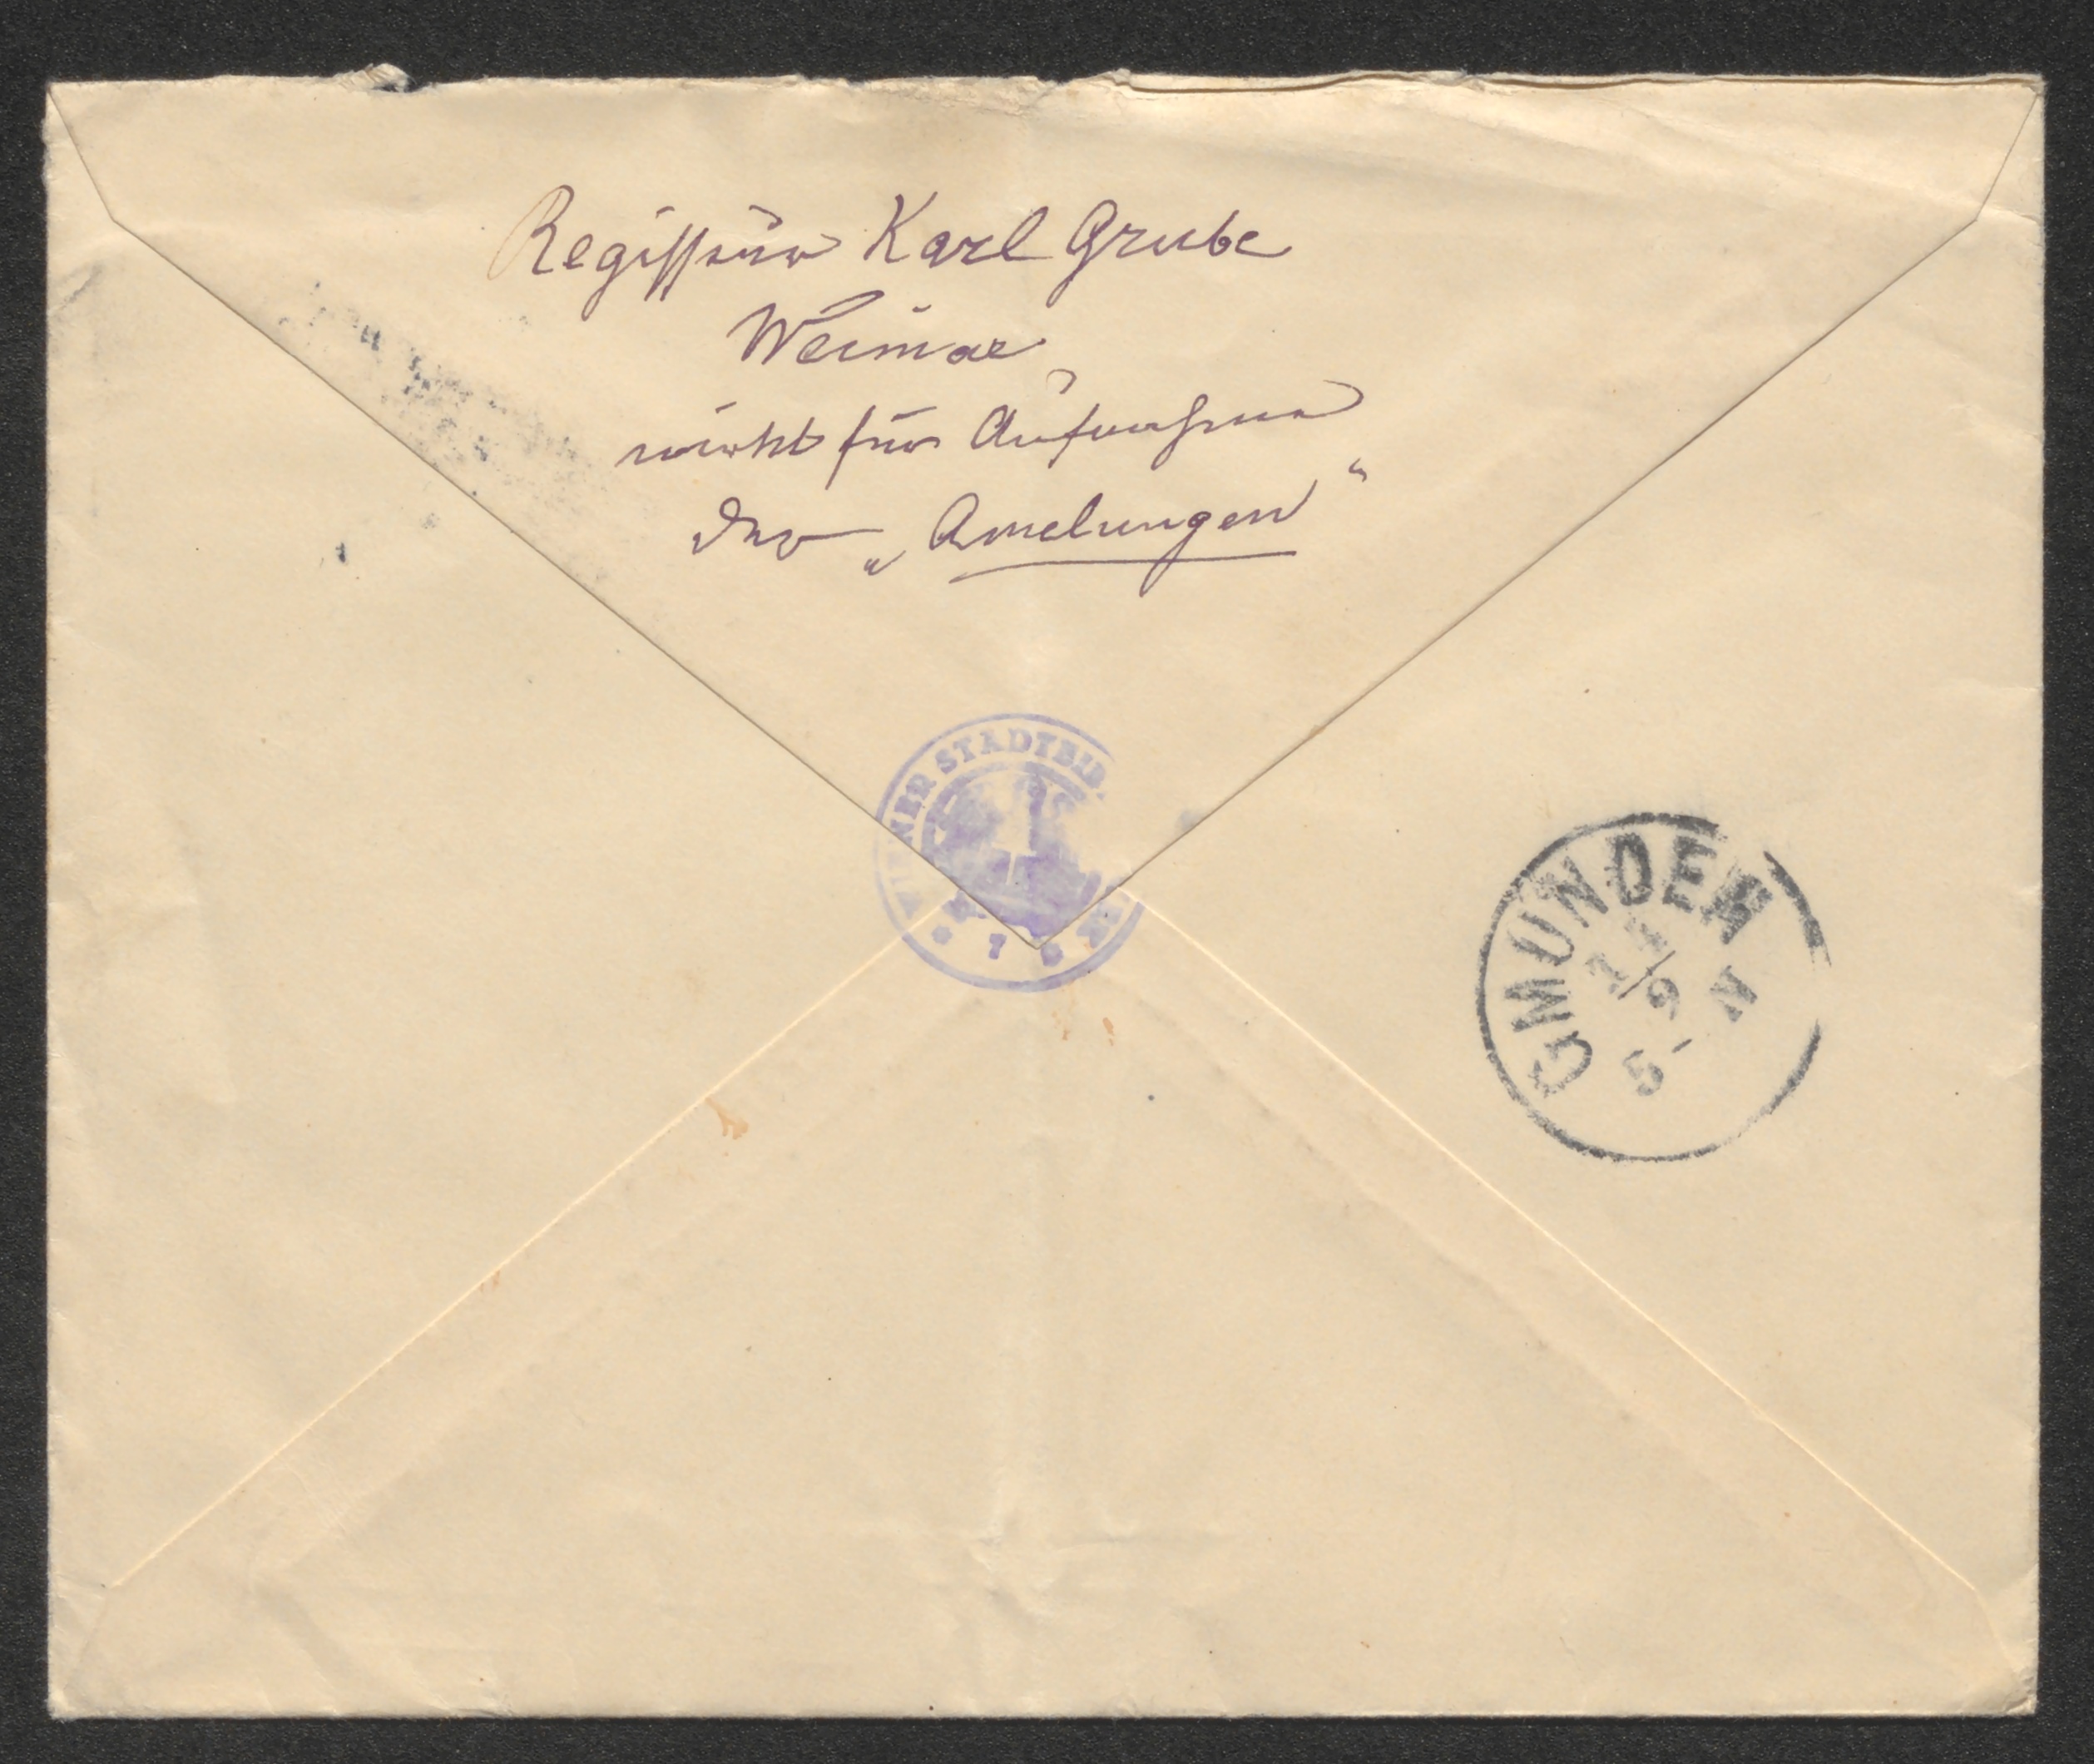 Regisseur Karl Grube
Weimar
wirkt für Aufnahme
der „Amelungen"
WIENER STADTBIB
GMUNDEN
9
5- N